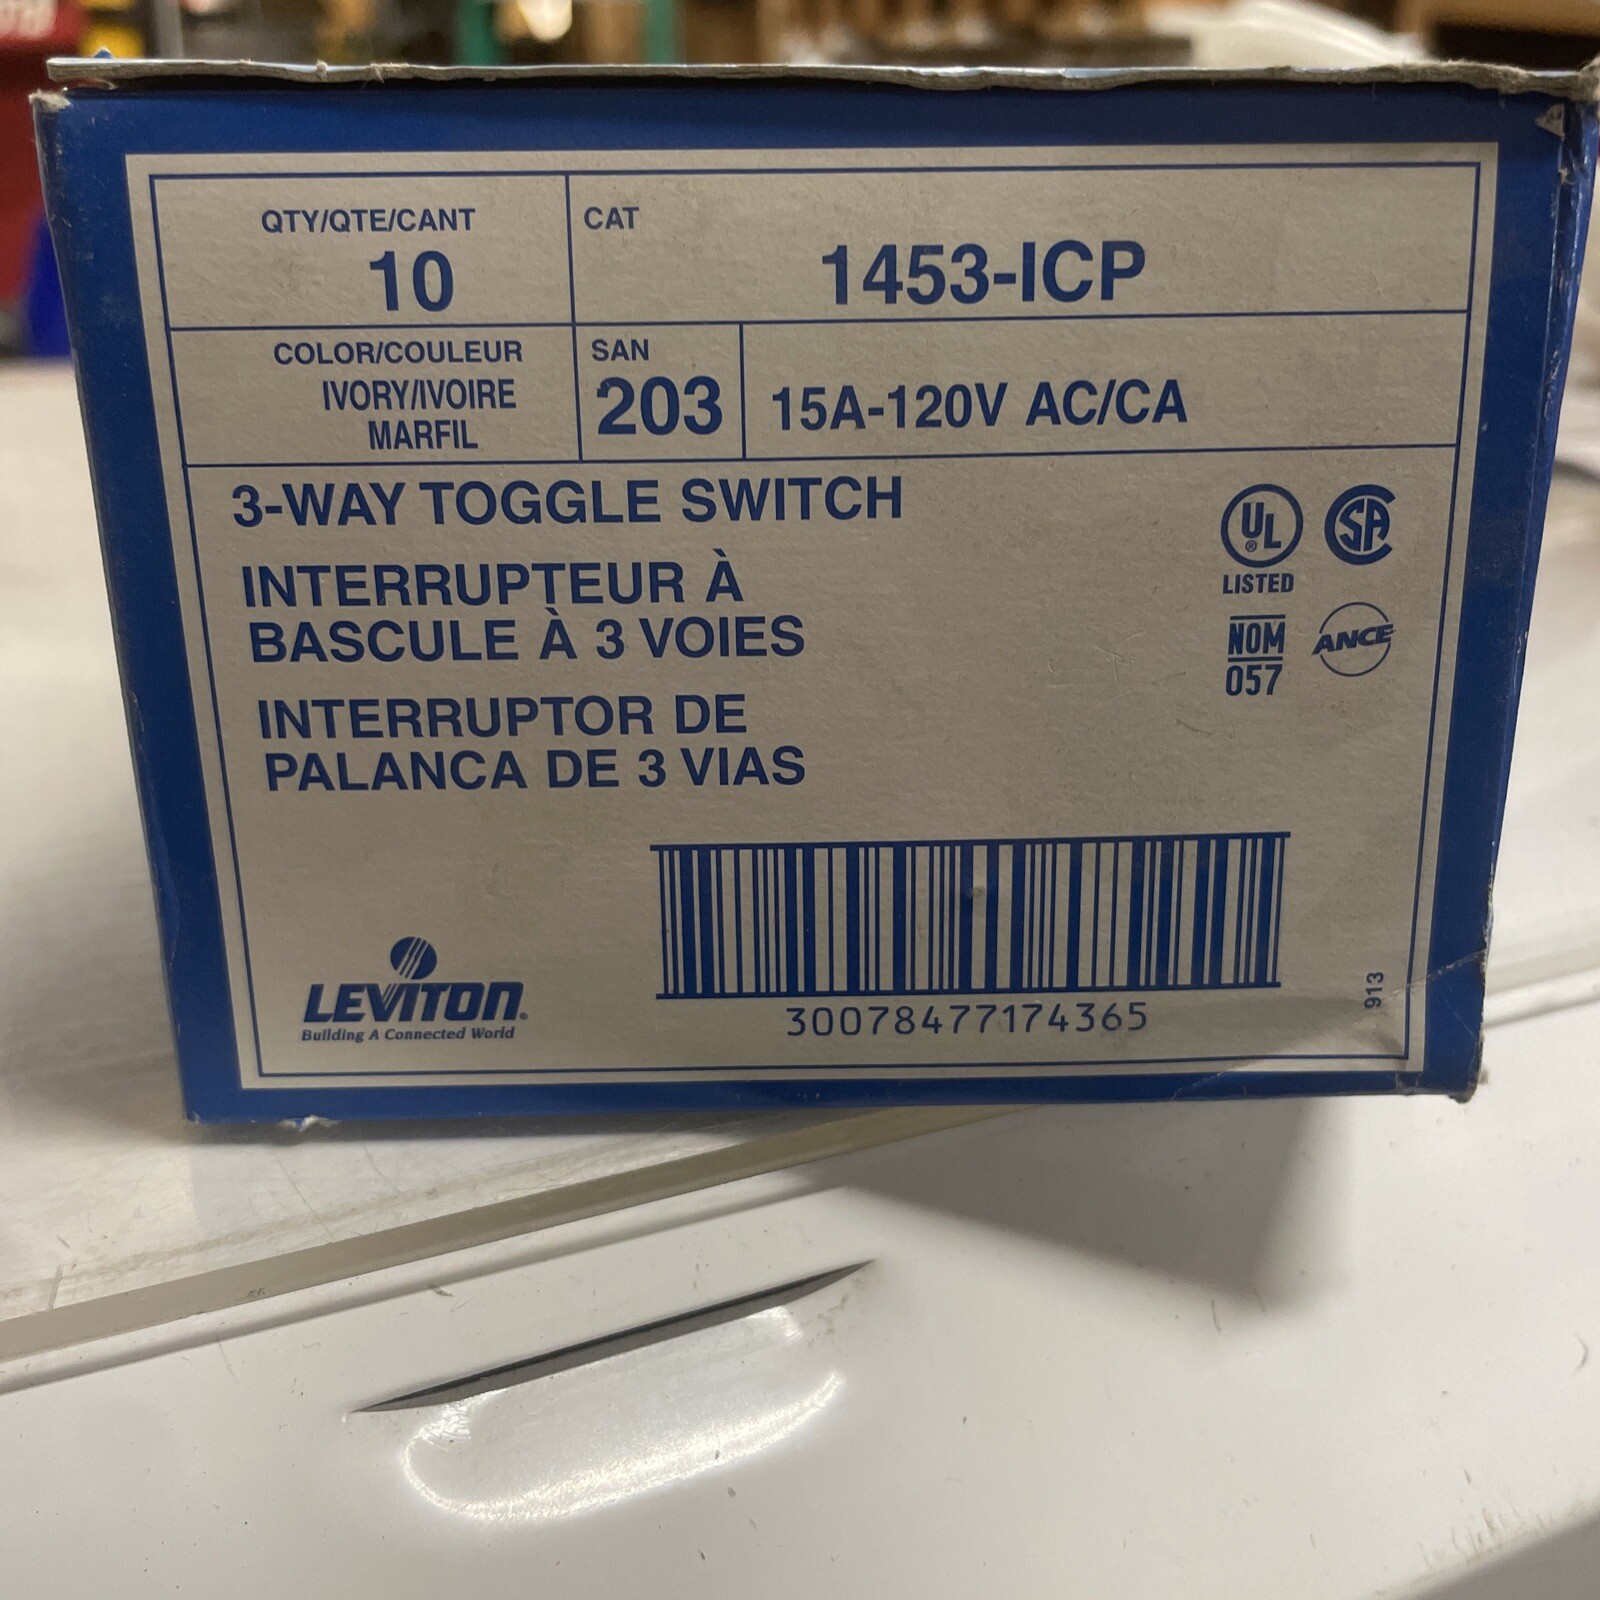 QTY/QTE/CANT
10
CAT
1453-ICP
COLOR/COULEUR
IVORY/IVOIRE
MARFIL
SAN
203
15A-120V AC/CA
3-WAY TOGGLE SWITCH
INTERRUPTEUR À
BASCULE À 3 VOIES
INTERRUPTOR DE
PALANCA DE 3 VIAS
UL
®
LISTED
SA
NOM
057
ANCE
LEVITON®
Building A Connected World
30078477174365
913